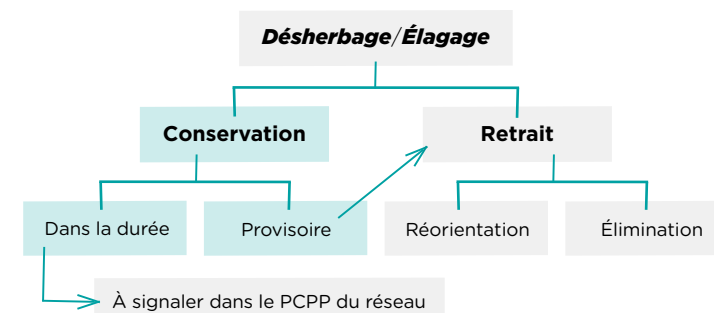 Désherbage/Élagage
Conservation
Retrait
Dans la durée
Provisoire
Réorientation
Élimination
À signaler dans le PCPP du réseau